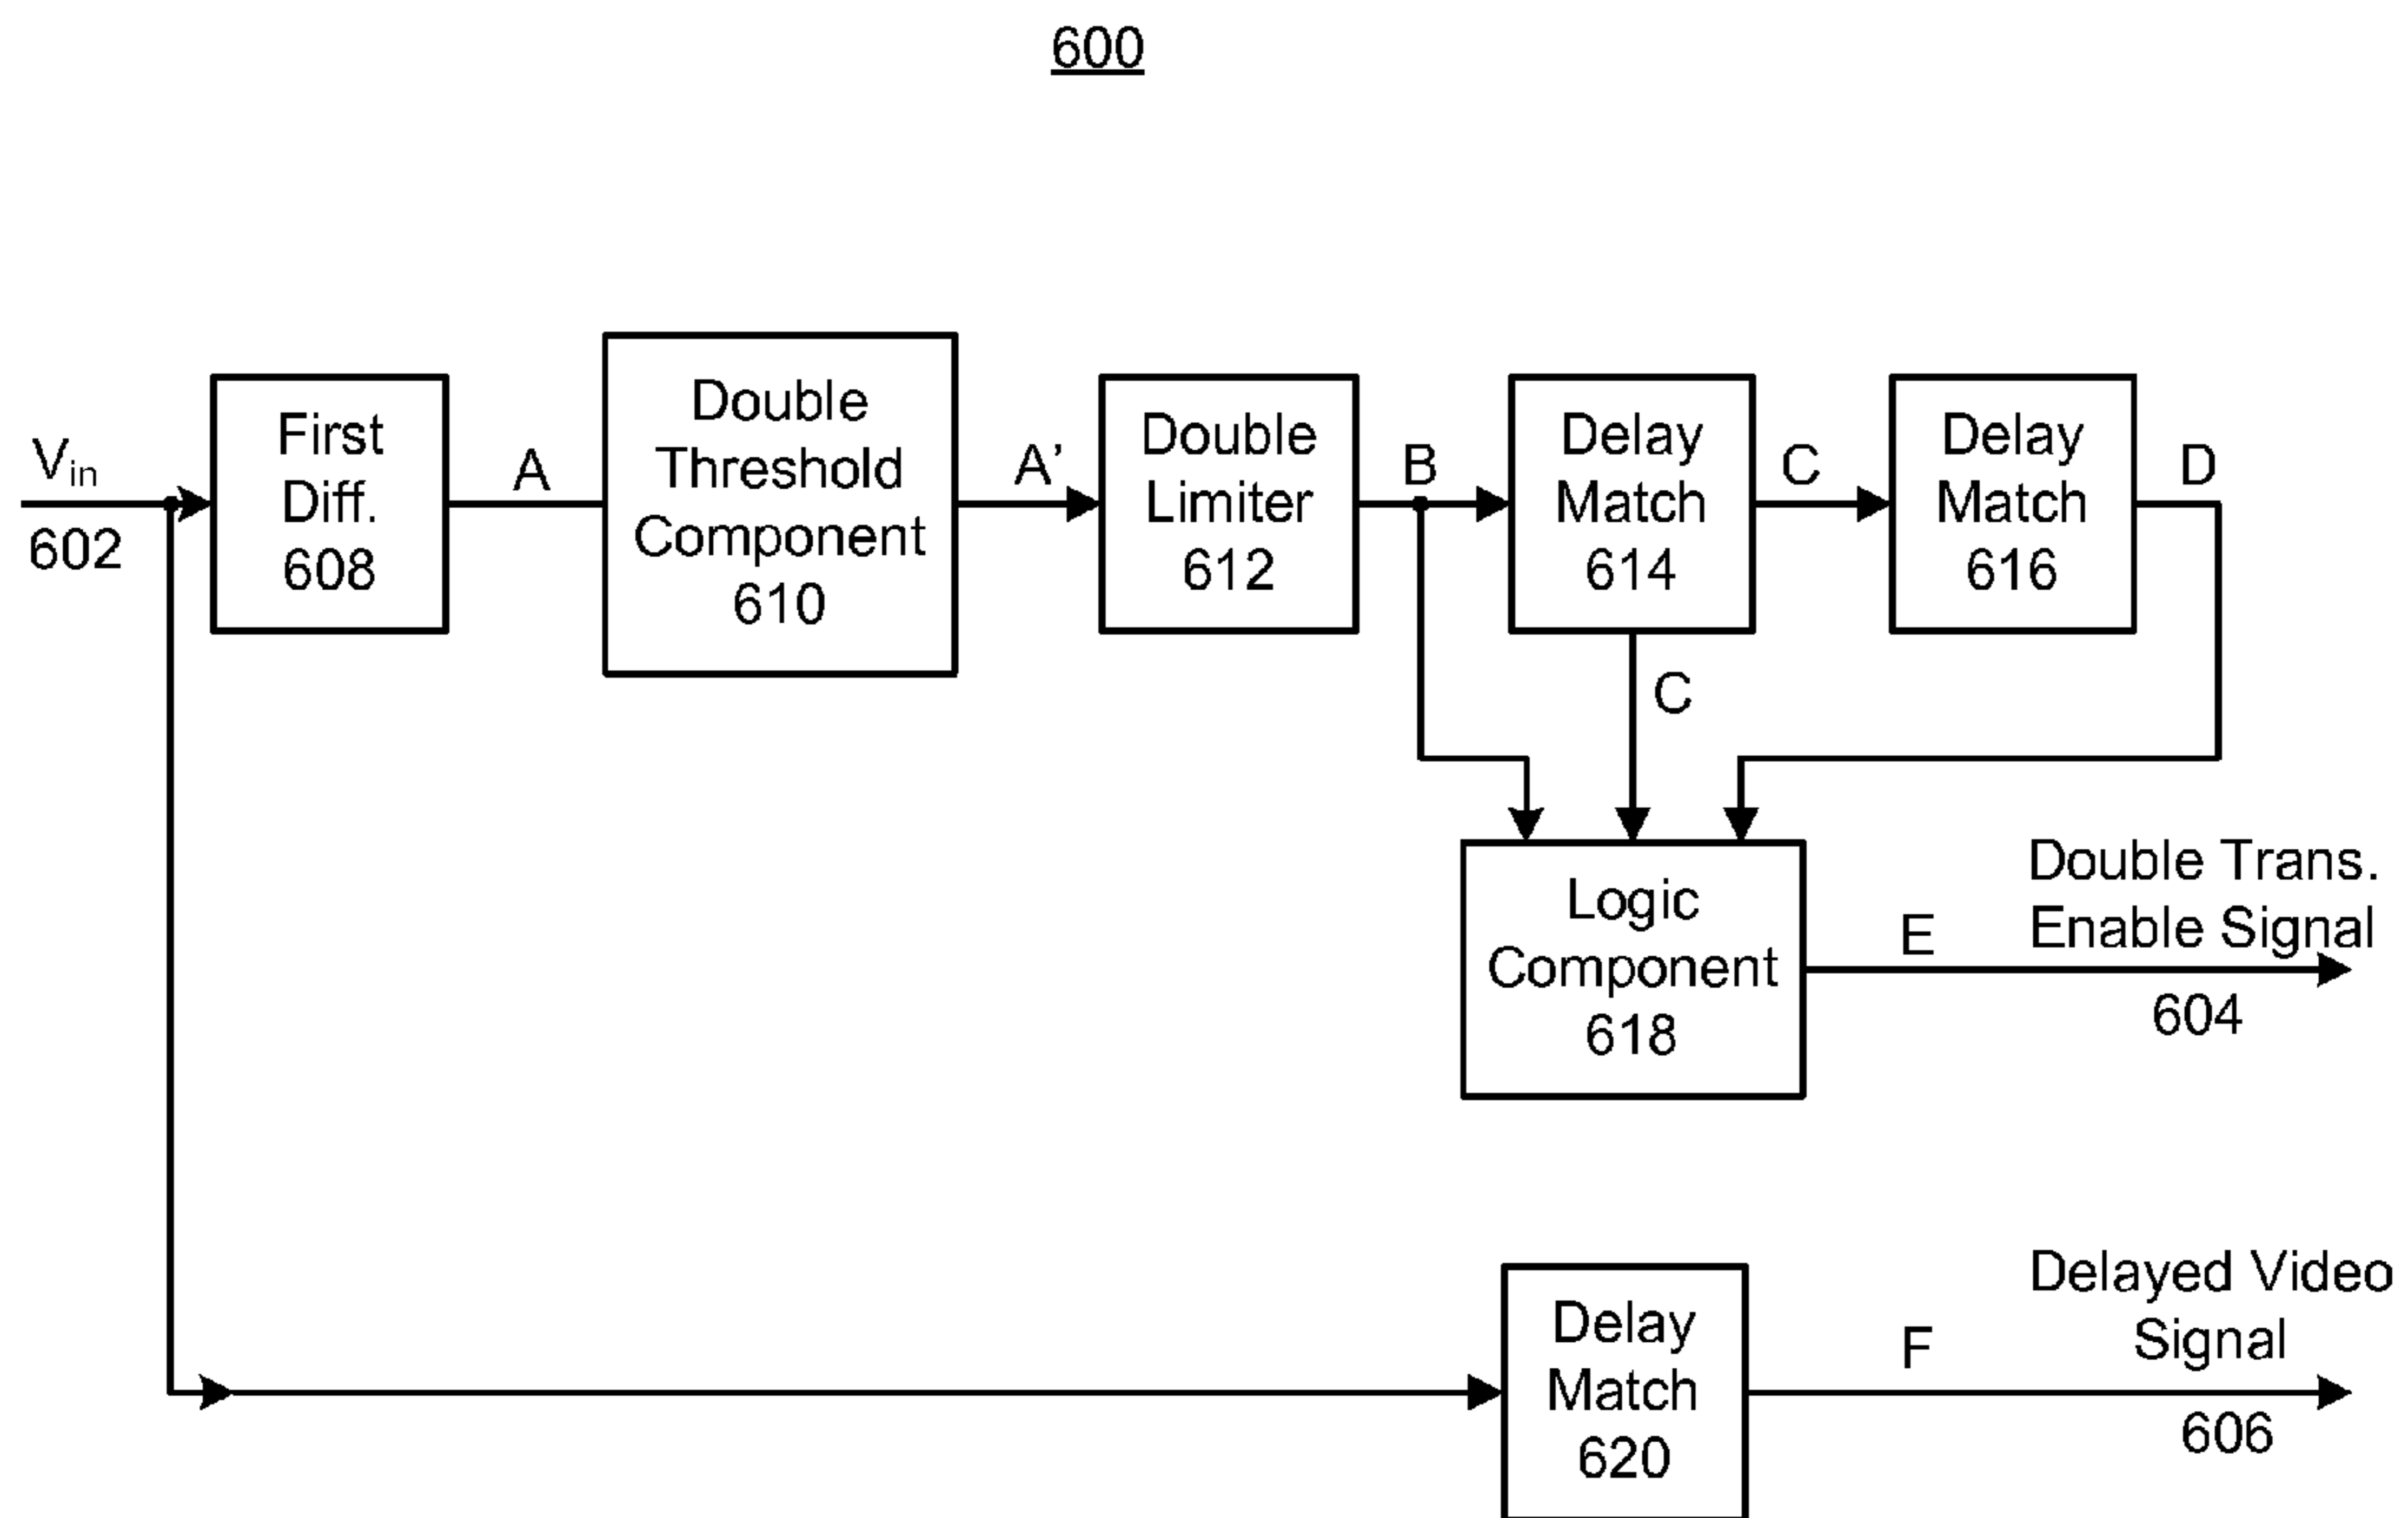 600
Vin
602
First
Diff.
608
A
Double
Threshold
Component
610
A’
Double
Limiter
612
B
Delay
Match
614
C
Delay
Match
616
D
C
Logic
Component
618
E
Double Trans.
Enable Signal
604
Delay
Match
620
F
Delayed Video
Signal
606